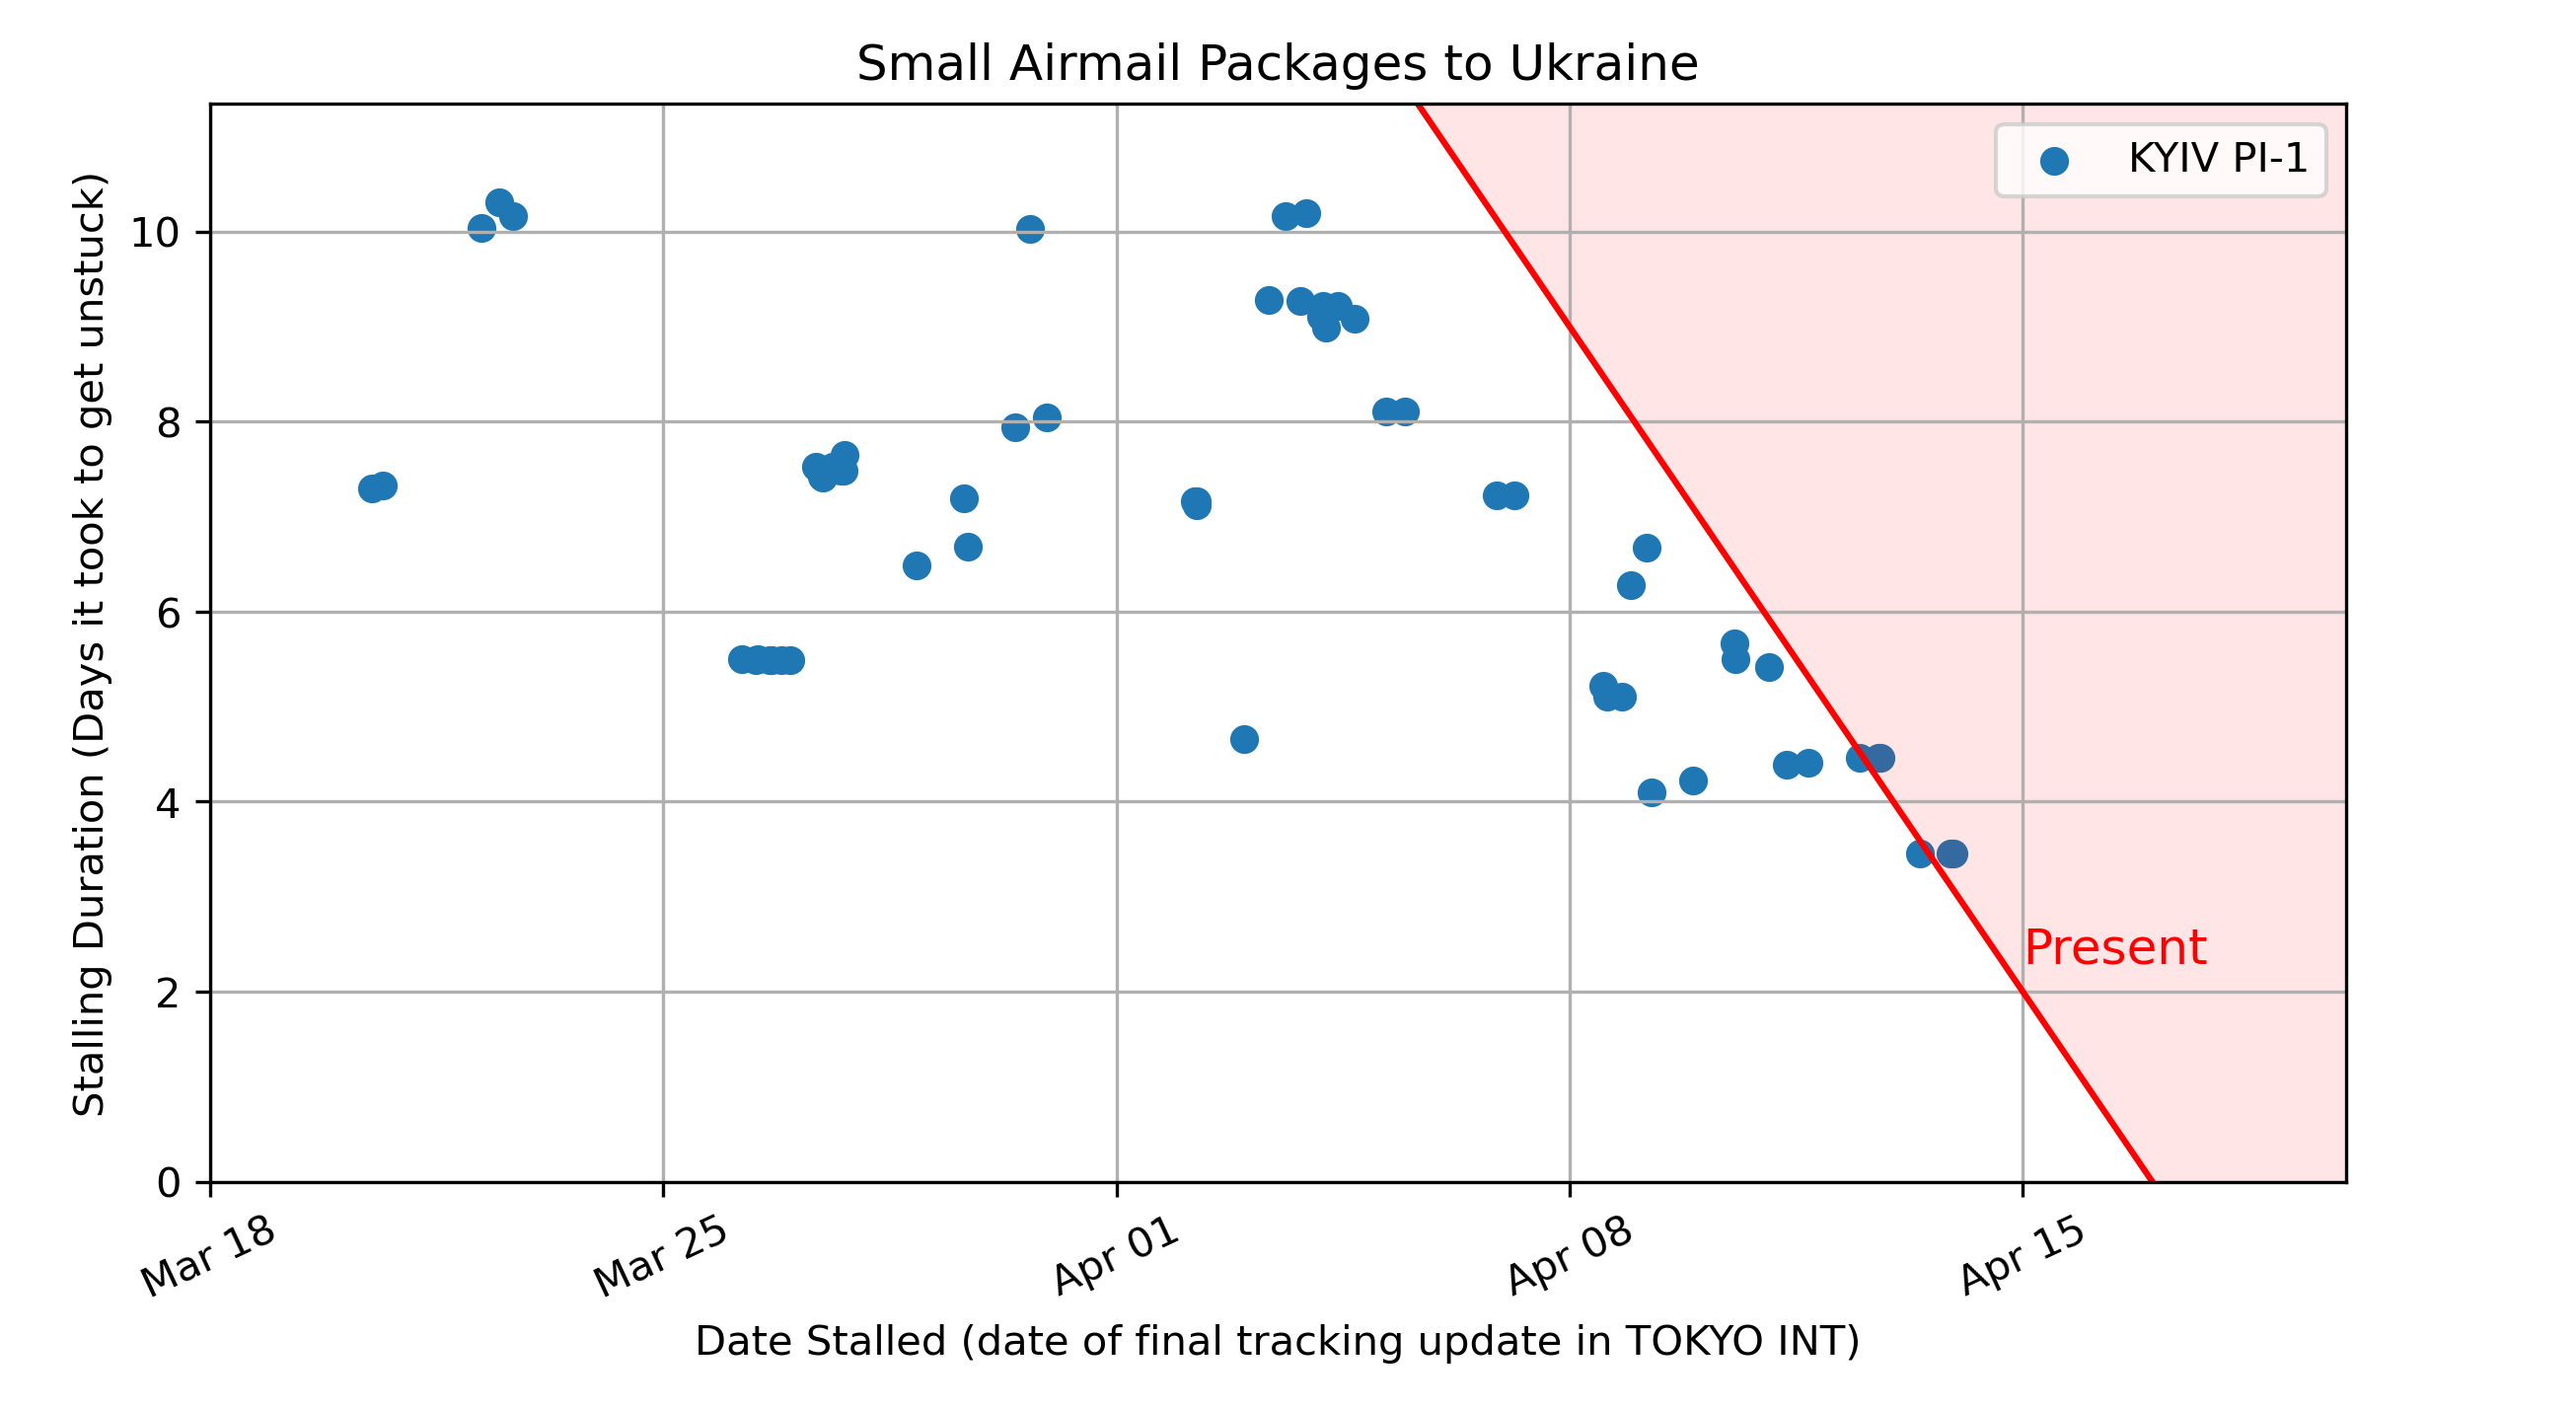 Small Airmail Packages to Ukraine
KYIV PI-1
Stalling Duration (Days it took to get unstuck)
10
8
6
4
2
0
Present
Mar 18
Mar 25
Apr 01
Apr 08
Apr 15
Date Stalled (date of final tracking update in TOKYO INT)